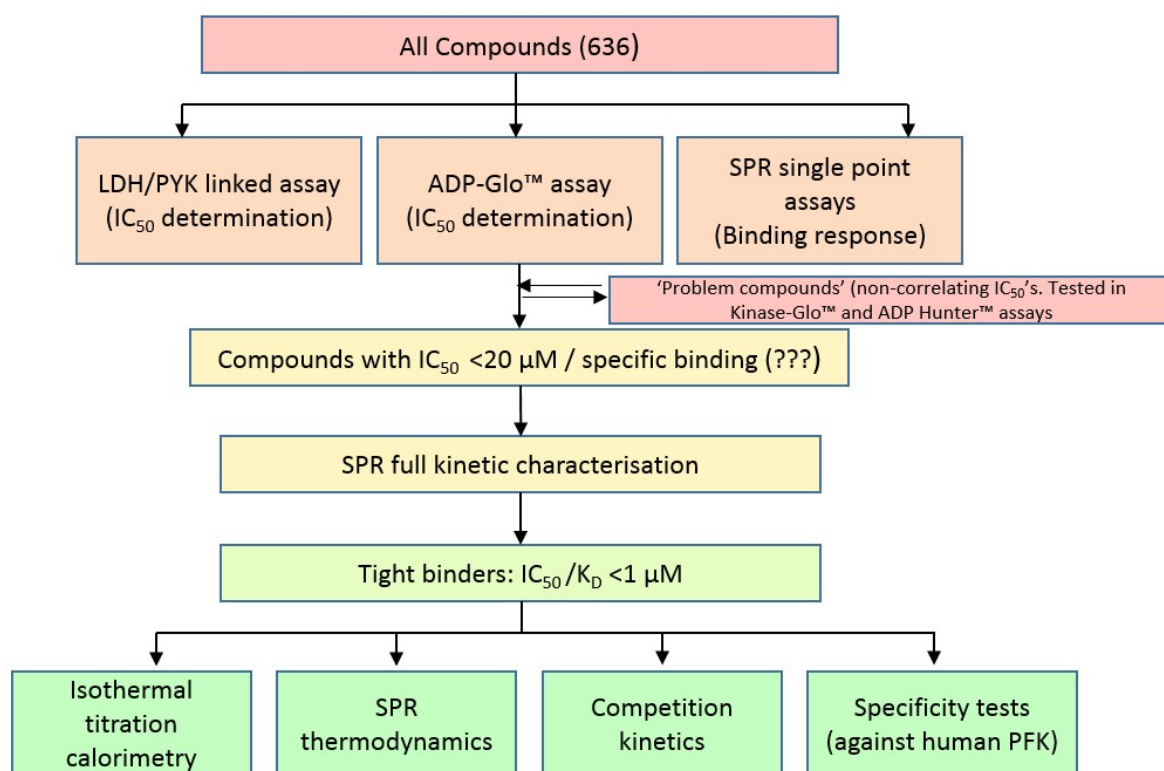 All Compounds (636)
LDH/PYK linked assay
(IC₅₀ determination)
ADP-Glo™ assay
(IC₅₀ determination)
SPR single point
assays
(Binding response)
‘Problem compounds’ (non-correlating IC₅₀’s. Tested in
Kinase-Glo™ and ADP Hunter™ assays
Compounds with IC₅₀ <20 µM / specific binding (???)
SPR full kinetic characterisation
Tight binders: IC₅₀/K_D <1 µM
Isothermal
titration
calorimetry
SPR
thermodynamics
Competition
kinetics
Specificity tests
(against human PFK)